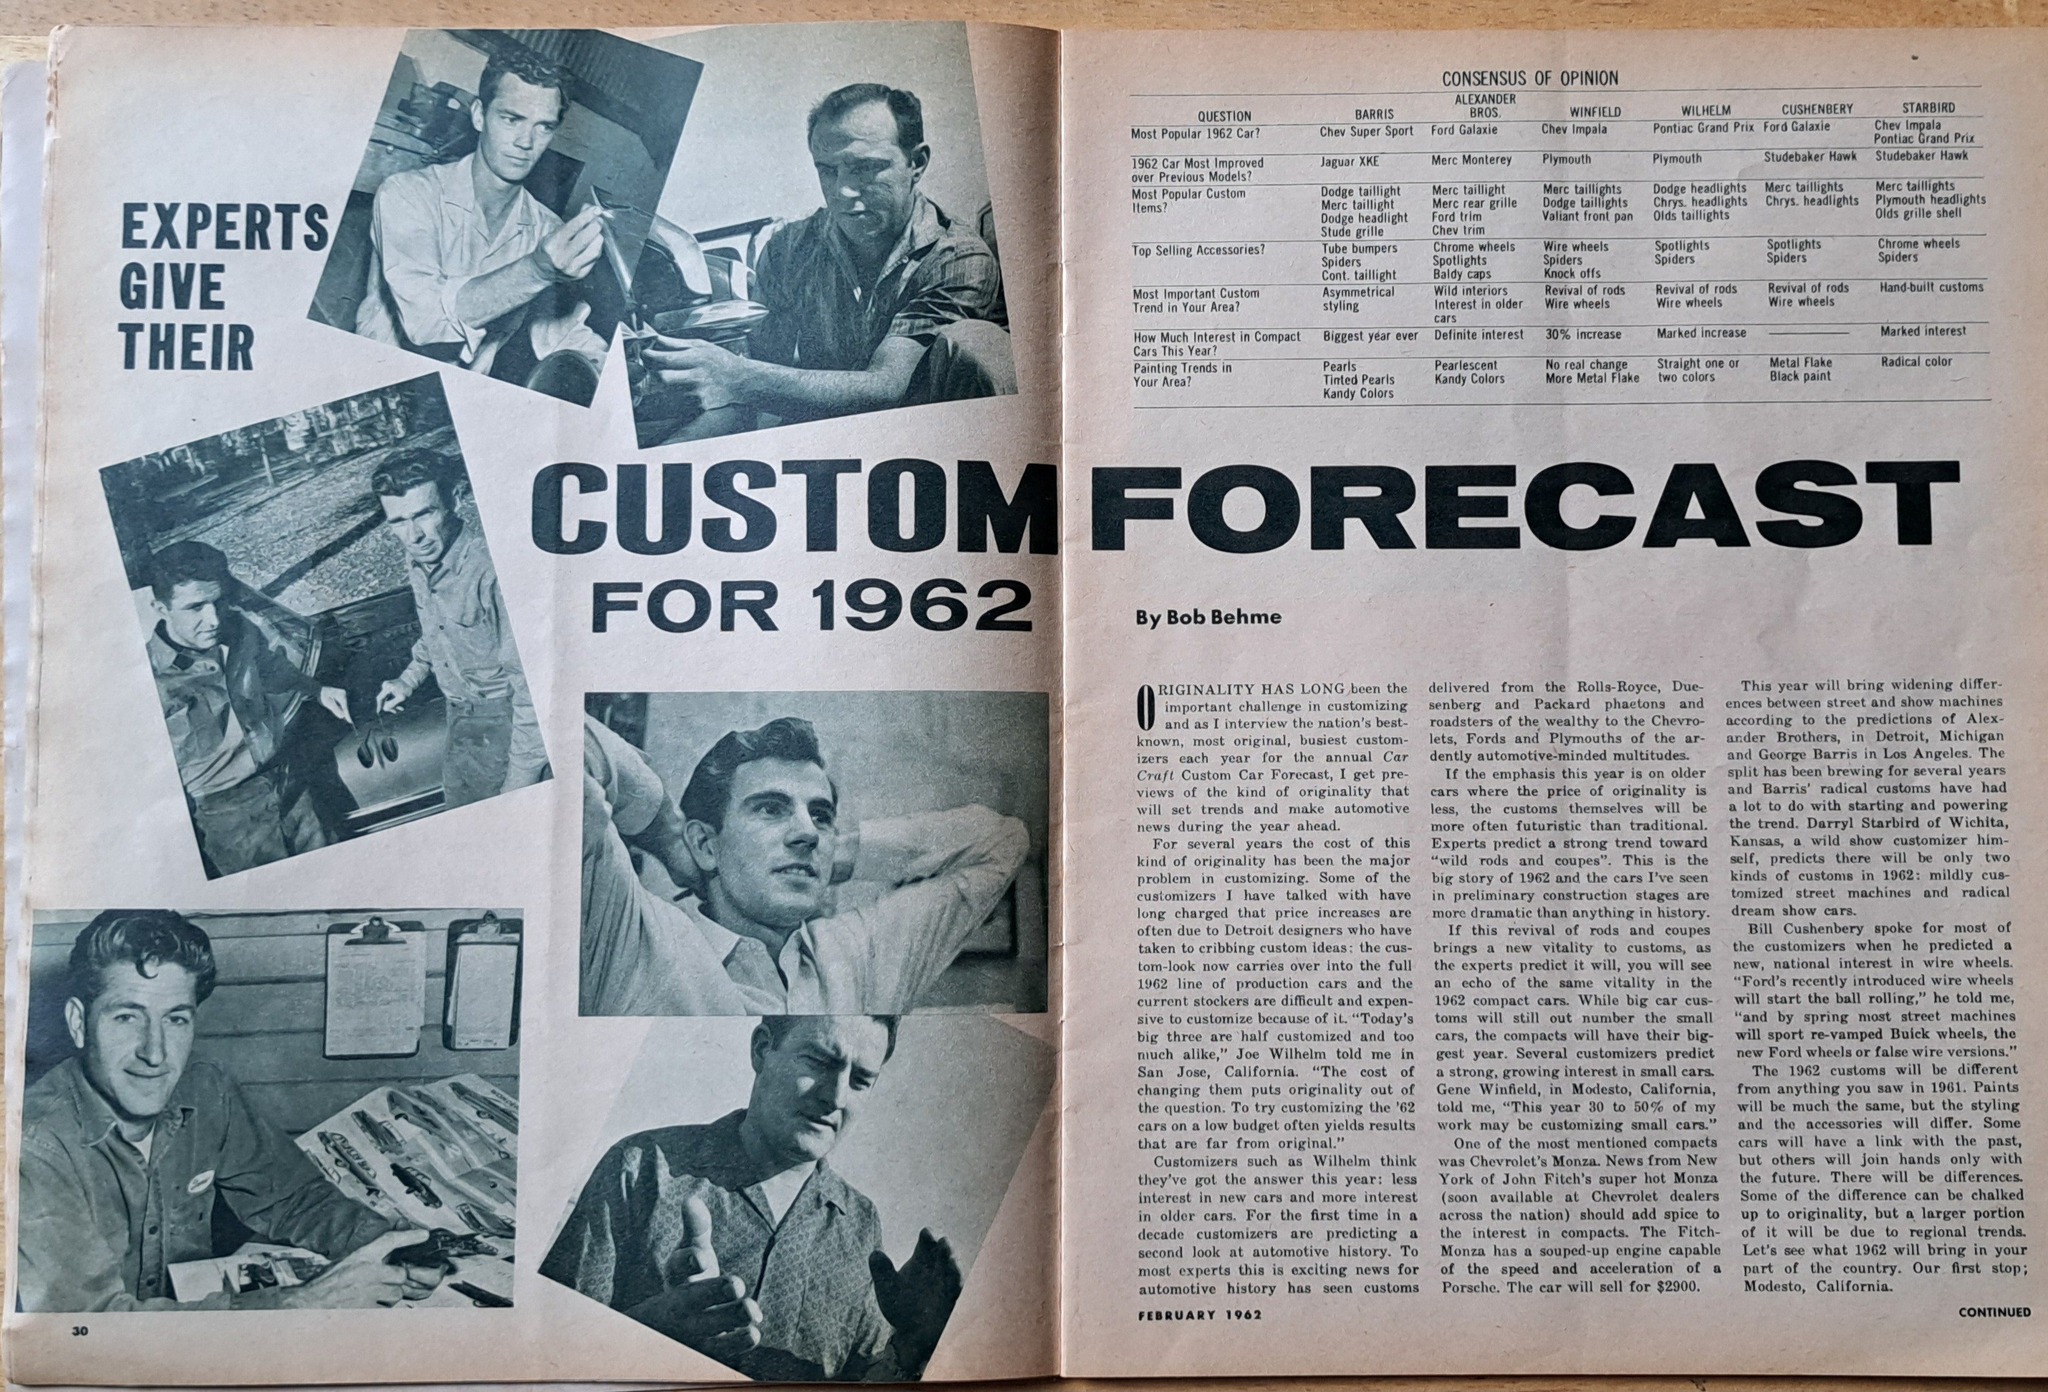 EXPERTS
GIVE
THEIR
CUSTOM FORECAST
FOR 1962
30
CONSENSUS OF OPINION
QUESTION BARRIS ALEXANDER BROS. WINFIELD WILHELM CUSHENBERY STARBIRD
Most Popular 1962 Car? Chev Super Sport Ford Galaxie Chev Impala Pontiac Grand Prix Ford Galaxie Chev Impala
Pontiac Grand Prix
1962 Car Most Improved Jaguar XKE Merc Monterey Plymouth Plymouth Studebaker Hawk Studebaker Hawk
over Previous Models?
Most Popular Custom Dodge taillight Merc taillight Merc taillights Dodge headlights Merc taillights Merc taillights
Items? Merc taillight Merc rear grille Dodge taillights Chrys. headlights Chrys. headlights Plymouth headlights
Dodge headlight Ford trim Valiant front pan Olds taillights Olds grille shell
Stude grille Chev trim
Top Selling Accessories? Tube bumpers Chrome wheels Wire wheels Spotlights Spotlights Chrome wheels
Spiders Spotlights Spiders Spiders Spiders Spiders
Cont. taillight Baldy caps Knock offs
Most Important Custom Asymmetrical Wild interiors Revival of rods Revival of rods Revival of rods Hand-built customs
Trend in Your Area? styling Interest in older Wire wheels Wire wheels Wire wheels
cars
How Much Interest in Compact Biggest year ever Definite interest 30% increase Marked increase Marked interest
Cars This Year?
Painting Trends in Pearls Pearlescent No real change Straight one or Metal Flake Radical color
Your Area? Tinted Pearls Kandy Colors More Metal Flake two colors Black paint
Kandy Colors
By Bob Behme
ORIGINALITY HAS LONG been the
important challenge in customizing
and as I interview the nation's best-
known, most original, busiest custom-
izers each year for the annual Car
Craft Custom Car Forecast, I get pre-
views of the kind of originality that
will set trends and make automotive
news during the year ahead.
For several years the cost of this
kind of originality has been the major
problem in customizing. Some of the
customizers I have talked with have
long charged that price increases are
often due to Detroit designers who have
taken to cribbing custom ideas: the cus-
tom-look now carries over into the full
1962 line of production cars and the
current stockers are difficult and expen-
sive to customize because of it. "Today's
big three are half customized and too
much alike," Joe Wilhelm told me in
San Jose, California. "The cost of
changing them puts originality out of
the question. To try customizing the '62
cars on a low budget often yields results
that are far from original."
Customizers such as Wilhelm think
they've got the answer this year: less
interest in new cars and more interest
in older cars. For the first time in a
decade customizers are predicting a
second look at automotive history. To
most experts this is exciting news for
automotive history has seen customs
delivered from the Rolls-Royce, Due-
senberg and Packard phaetons and
roadsters of the wealthy to the Chevro-
lets, Fords and Plymouths of the ar-
dently automotive-minded multitudes.
If the emphasis this year is on older
cars where the price of originality is
less, the customs themselves will be
more often futuristic than traditional.
Experts predict a strong trend toward
"wild rods and coupes". This is the
big story of 1962 and the cars I've seen
in preliminary construction stages are
more dramatic than anything in history.
If this revival of rods and coupes
brings a new vitality to customs, as
the experts predict it will, you will see
an echo of the same vitality in the
1962 compact cars. While big car cus-
toms will still out number the small
cars, the compacts will have their big-
gest year. Several customizers predict
a strong, growing interest in small cars.
Gene Winfield, in Modesto, California,
told me, "This year 30 to 50% of my
work may be customizing small cars."
One of the most mentioned compacts
was Chevrolet's Monza. News from New
York of John Fitch's super hot Monza
(soon available at Chevrolet dealers
across the nation) should add spice to
the interest in compacts. The Fitch-
Monza has a souped-up engine capable
of the speed and acceleration of a
Porsche. The car will sell for $2900.
This year will bring widening differ-
ences between street and show machines
according to the predictions of Alex-
ander Brothers, in Detroit, Michigan
and George Barris in Los Angeles. The
split has been brewing for several years
and Barris' radical customs have had
a lot to do with starting and powering
the trend. Darryl Starbird of Wichita,
Kansas, a wild show customizer him-
self, predicts there will be only two
kinds of customs in 1962: mildly cus-
tomized street machines and radical
dream show cars.
Bill Cushenbery spoke for most of
the customizers when he predicted a
new, national interest in wire wheels.
"Ford's recently introduced wire wheels
will start the ball rolling," he told me,
"and by spring most street machines
will sport re-vamped Buick wheels, the
new Ford wheels or false wire versions."
The 1962 customs will be different
from anything you saw in 1961. Paints
will be much the same, but the styling
and the accessories will differ. Some
cars will have a link with the past,
but others will join hands only with
the future. There will be differences.
Some of the difference can be chalked
up to originality, but a larger portion
of it will be due to regional trends.
Let's see what 1962 will bring in your
part of the country. Our first stop;
Modesto, California.
FEBRUARY 1962
CONTINUED